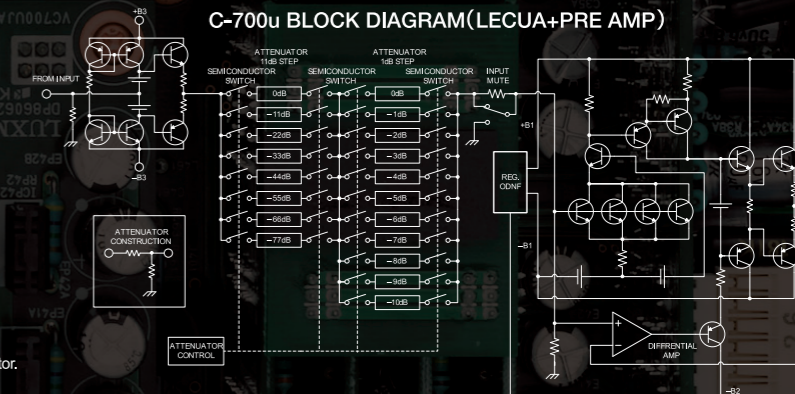 C-700u BLOCK DIAGRAM(LECUA+PRE AMP)
+B3
FROM INPUT
–B3
ATTENUATOR
11dB STEP
ATTENUATOR
1dB STEP
SEMICONDUCTOR
SWITCH
SEMICONDUCTOR
SWITCH
SEMICONDUCTOR
SWITCH
INPUT
MUTE
0dB
–11dB
–22dB
–33dB
–44dB
–55dB
–66dB
–77dB
0dB
–1dB
–2dB
–3dB
–4dB
–5dB
–6dB
–7dB
–8dB
–9dB
–10dB
+B1
REG.
ODNF
–B1
ATTENUATOR
CONSTRUCTION
ATTENUATOR
CONTROL
DIFFRENTIAL
AMP
–B2
tor.